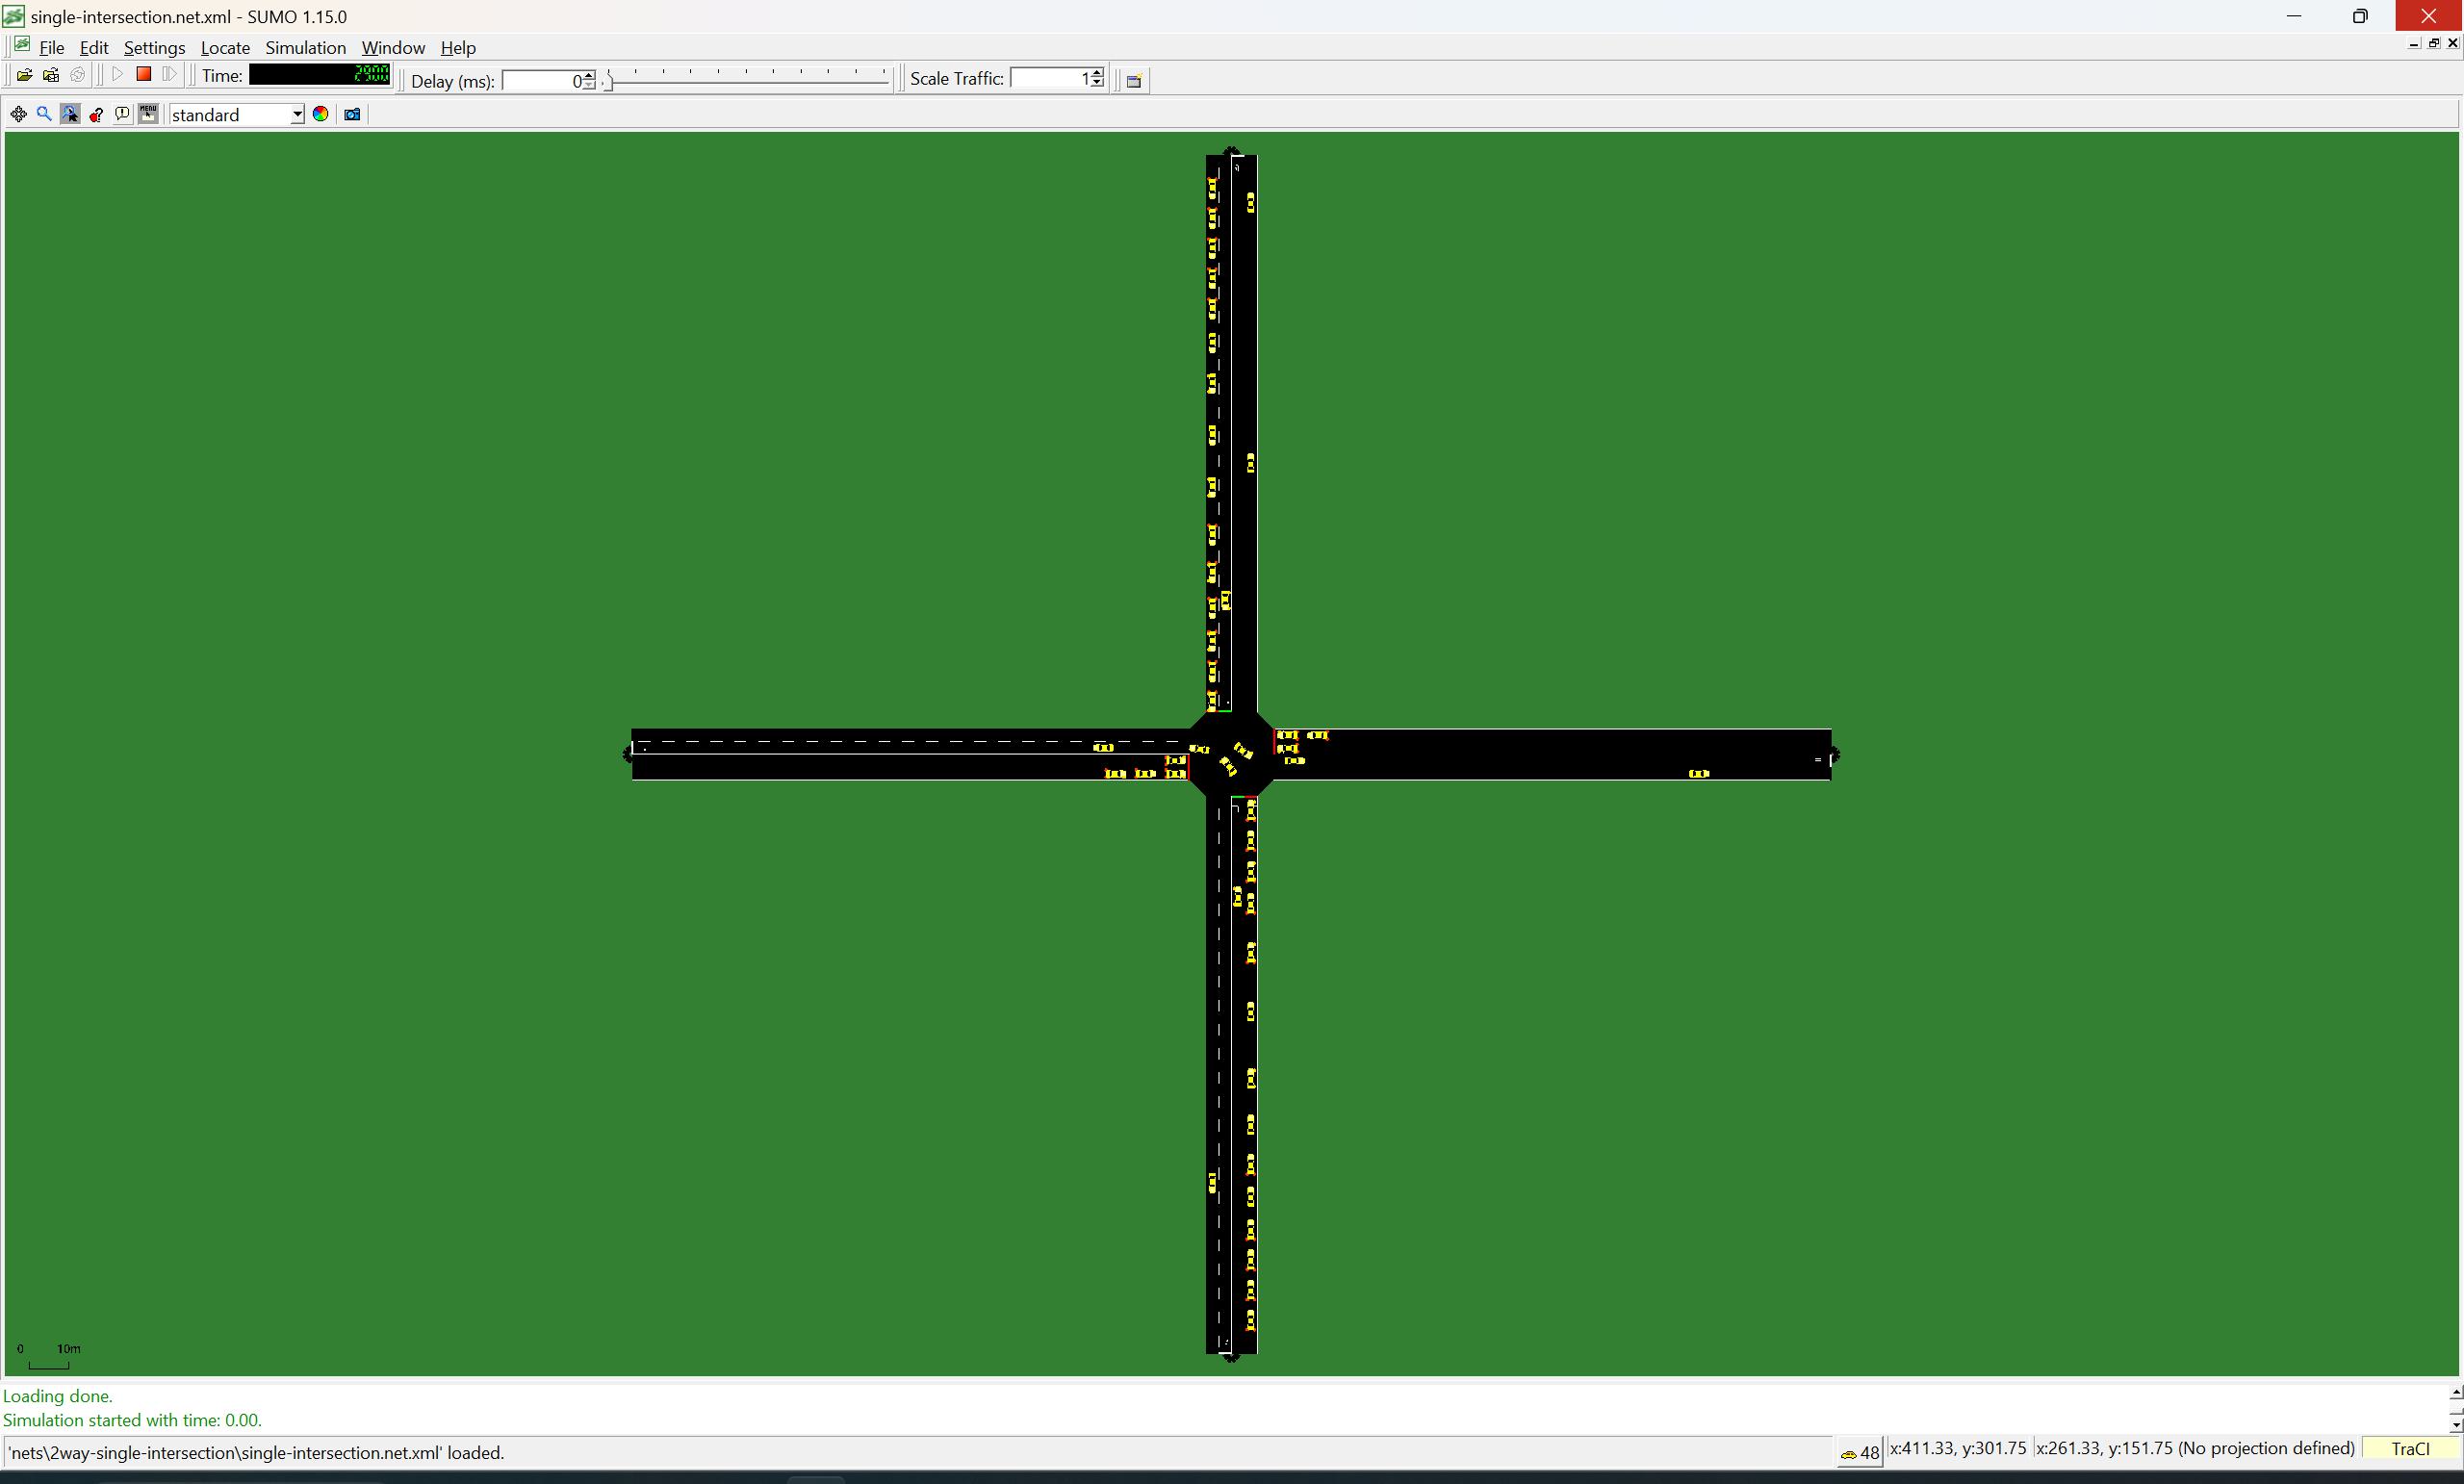 single-intersection.net.xml - SUMO 1.15.0
File Edit Settings Locate Simulation Window Help
Time: 2900 Delay (ms): 0 Scale Traffic: 1
MENU standard
0 10m
Loading done.
Simulation started with time: 0.00.
'nets\2way-single-intersection\single-intersection.net.xml' loaded. 48 x:411.33, y:301.75 x:261.33, y:151.75 (No projection defined) TraCI